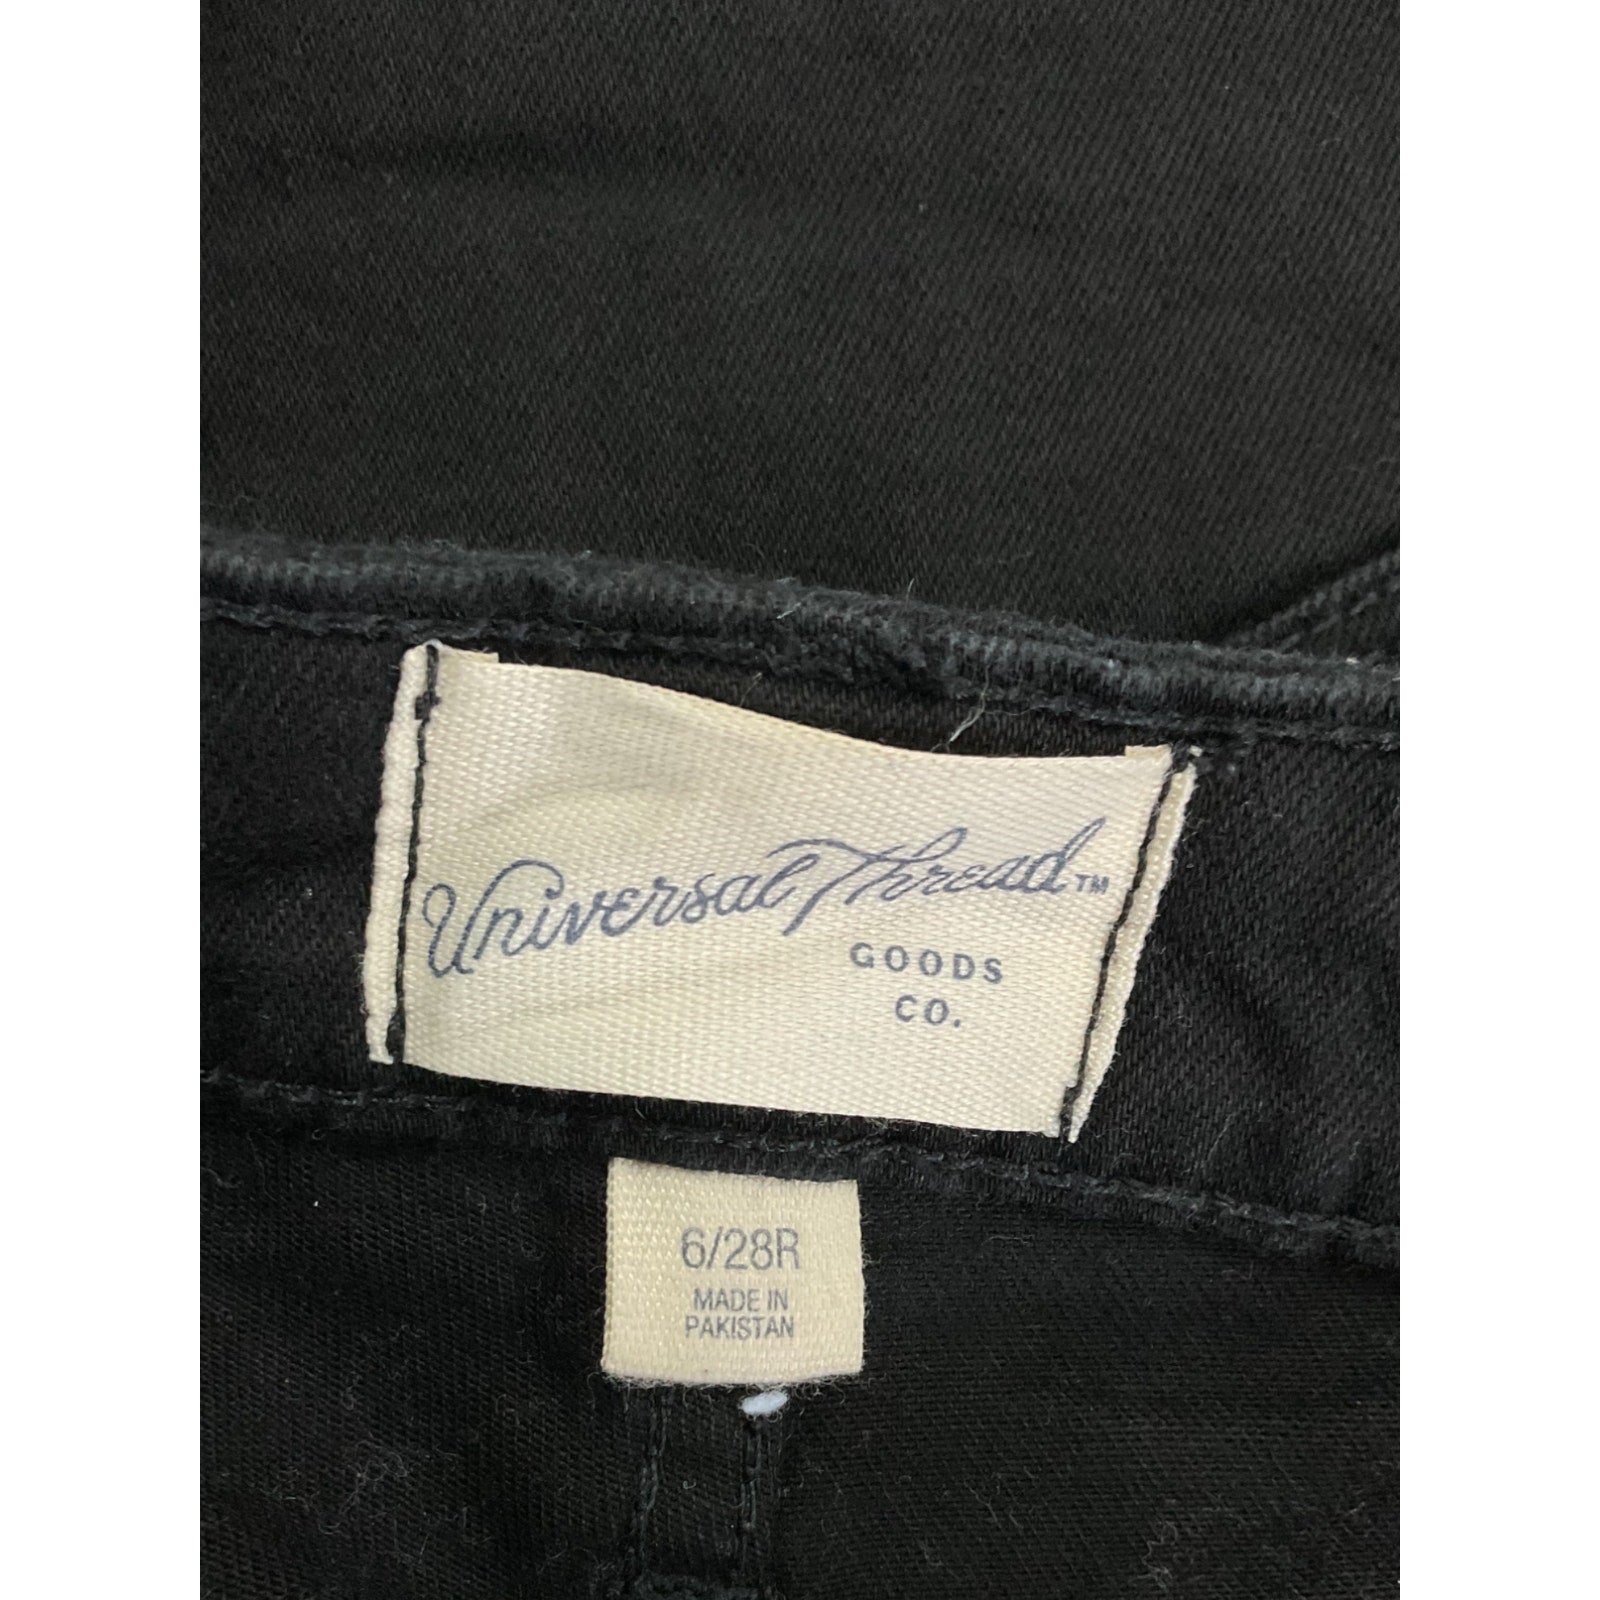 Universal Thread™
GOODS
CO.
6/28R
MADE IN
PAKISTAN